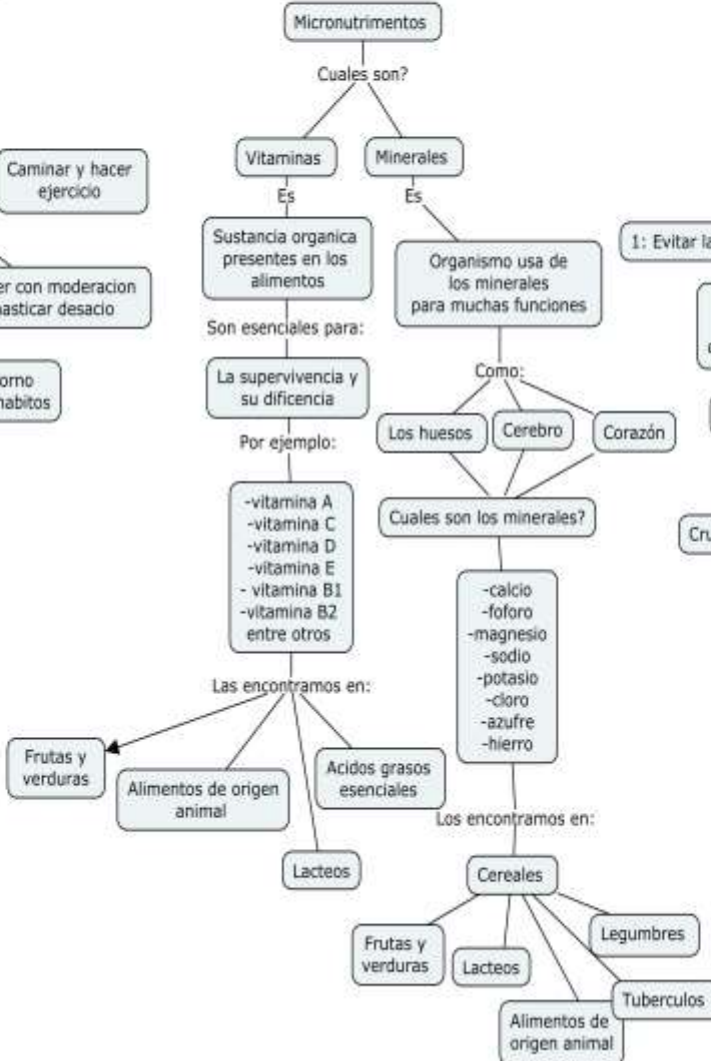 Micronutrimentos
Cuales son?
Vitaminas
Minerales
Es
Es
Caminar y hacer
ejercicio
Sustancia organica
presentes en los
alimentos
Organismo usa de
los minerales
para muchas funciones
1: Evitar la
er con moderacion
masticar desacio
Son esenciales para:
orno
habitos
La supervivencia y
su dificencia
Como:
Los huesos
Cerebro
Corazón
Por ejemplo:
-vitamina A
-vitamina C
-vitamina D
-vitamina E
- vitamina B1
-vitamina B2
entre otros
Cuales son los minerales?
Cru
-calcio
-foforo
-magnesio
-sodio
-potasio
-cloro
-azufre
-hierro
Las encontramos en:
Frutas y
verduras
Alimentos de origen
animal
Lacteos
Acidos grasos
esenciales
Los encontramos en:
Cereales
Frutas y
verduras
Lacteos
Alimentos de
origen animal
Tuberculos
Legumbres